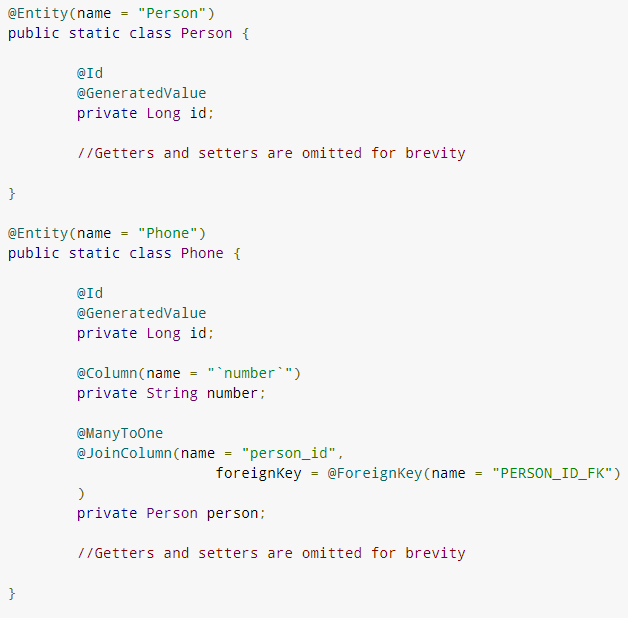 @Entity(name = "Person")
public static class Person {
@Id
@GeneratedValue
private Long id;
//Getters and setters are omitted for brevity
}
@Entity(name = "Phone")
public static class Phone {
@Id
@GeneratedValue
private Long id;
@Column(name = "`number`")
private String number;
@ManyToOne
@JoinColumn(name = "person_id",
foreignKey = @ForeignKey(name = "PERSON_ID_FK")
)
private Person person;
//Getters and setters are omitted for brevity
}